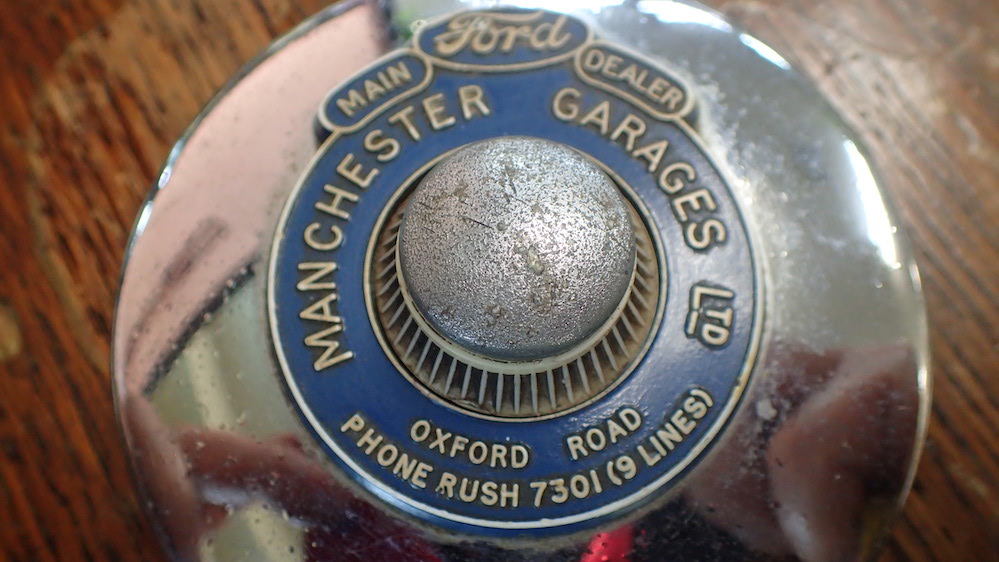 Ford
MAIN DEALER
MANCHESTER GARAGES LTD
OXFORD ROAD
PHONE RUSH 7301 (9 LINES)